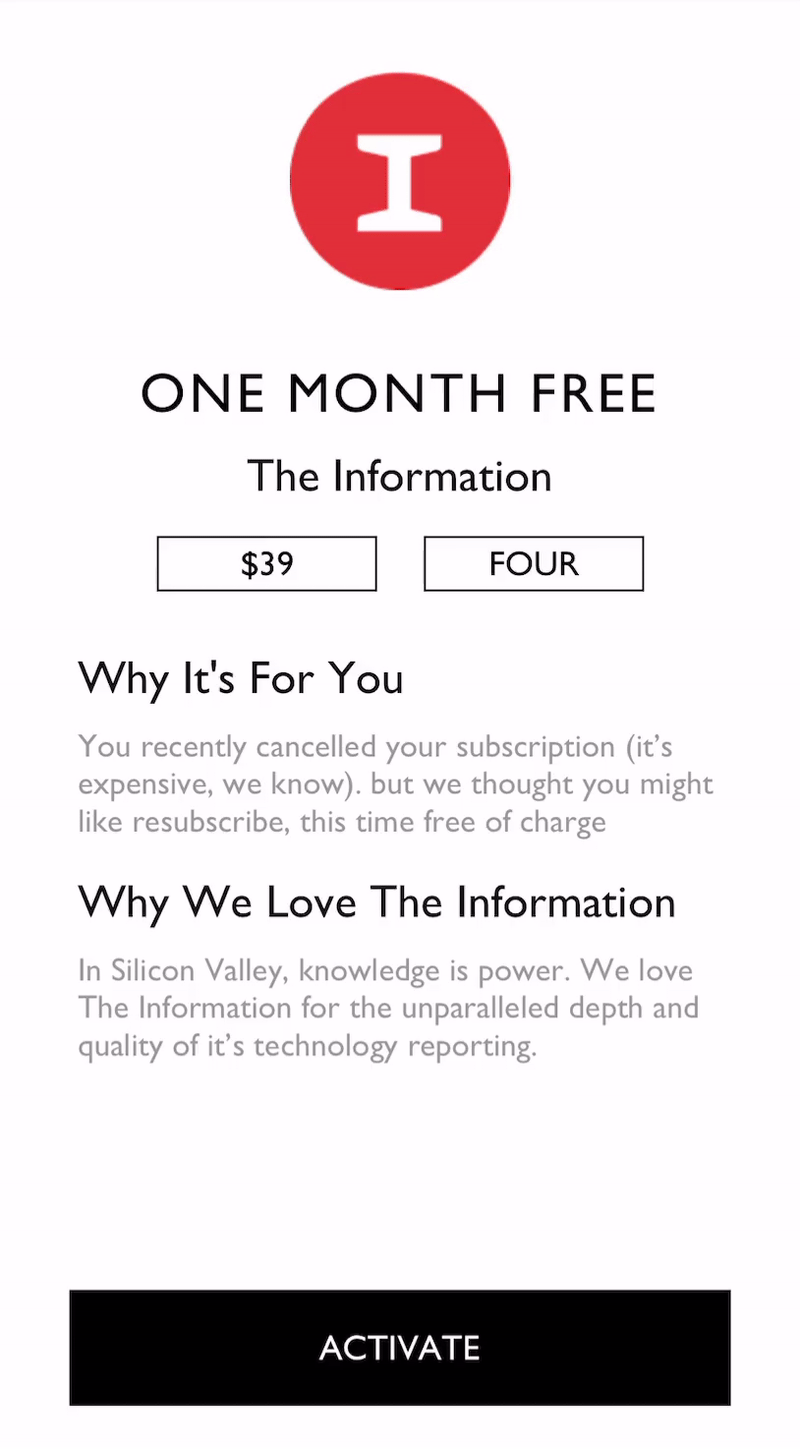 I
ONE MONTH FREE
The Information
$39 FOUR
Why It's For You
You recently cancelled your subscription (it’s
expensive, we know). but we thought you might
like resubscribe, this time free of charge
Why We Love The Information
In Silicon Valley, knowledge is power. We love
The Information for the unparalleled depth and
quality of it’s technology reporting.
ACTIVATE